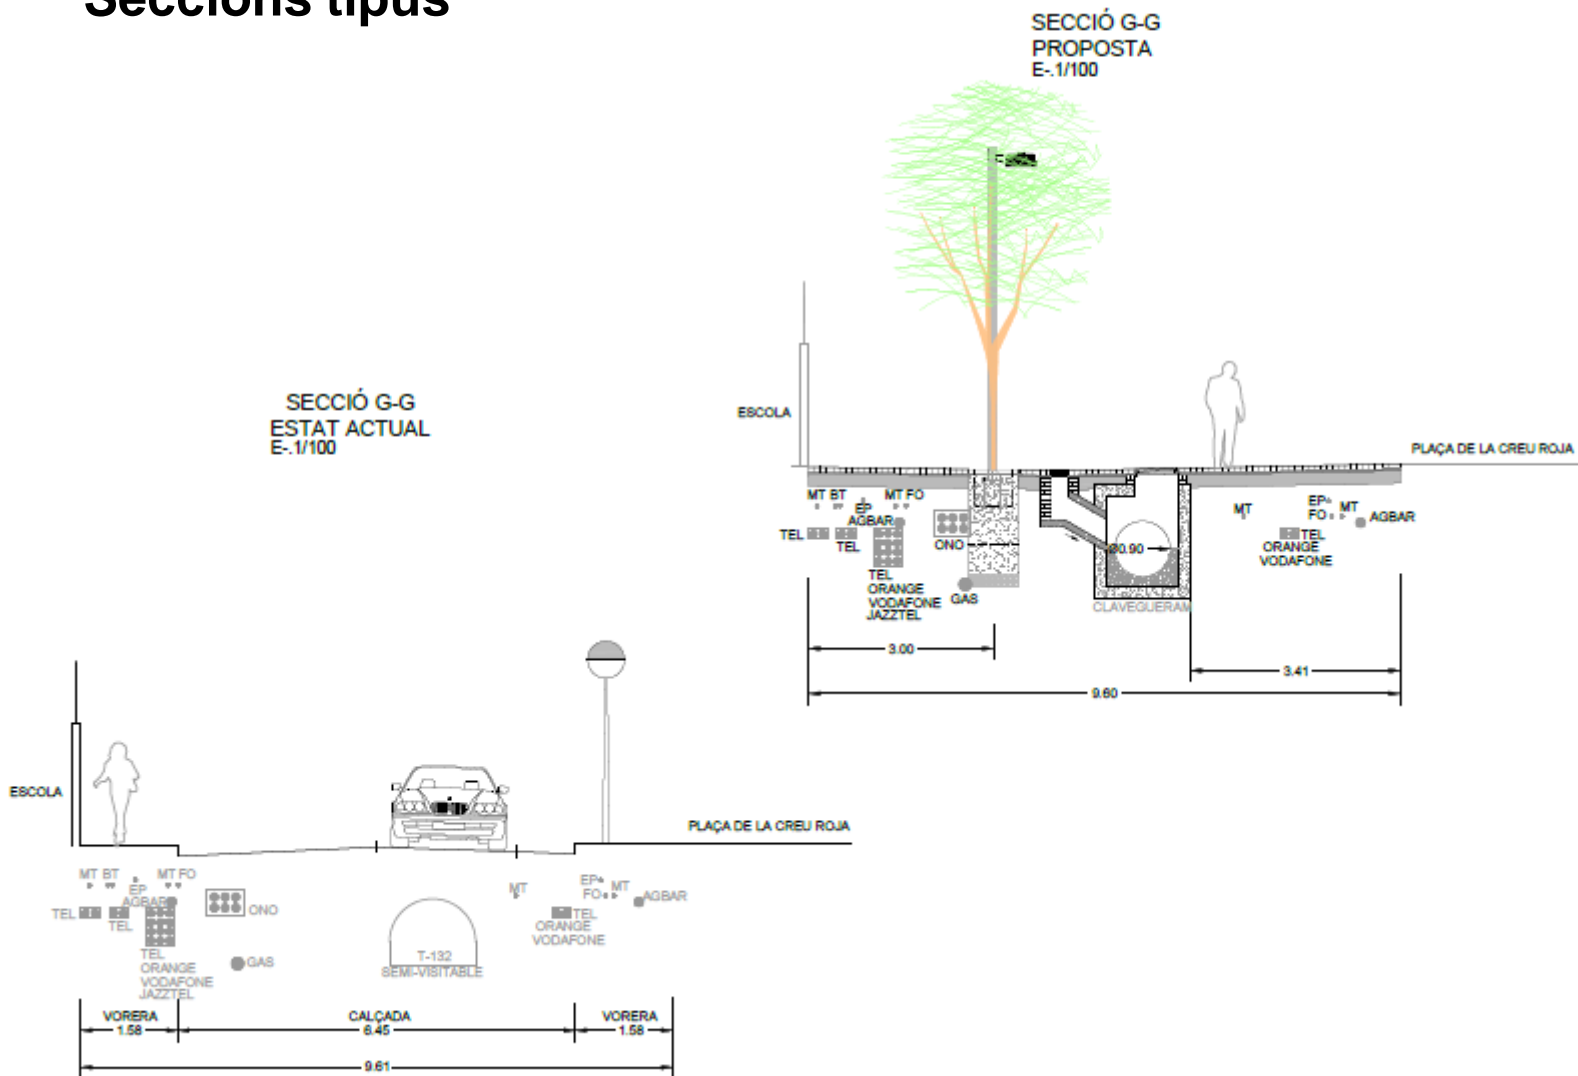 Seccions tipus
SECCIÓ G-G
PROPOSTA
E-.1/100
ESCOLA
PLAÇA DE LA CREU ROJA
MT BT
EP
MT FO
AGBAR
TEL
TEL
ONO
TEL
ORANGE
VODAFONE
JAZZTEL
GAS
Ø0.90
CLAVEGUERAM
MT
EP
FO
MT
AGBAR
TEL
ORANGE
VODAFONE
3.00
3.41
9.60
SECCIÓ G-G
ESTAT ACTUAL
E-.1/100
ESCOLA
PLAÇA DE LA CREU ROJA
MT BT
EP
MT FO
AGBAR
TEL
TEL
ONO
TEL
ORANGE
VODAFONE
JAZZTEL
GAS
T-132
SEMI-VISITABLE
MT
EP
FO
MT
AGBAR
TEL
ORANGE
VODAFONE
VORERA
1.58
CALÇADA
6.45
VORERA
1.58
9.61